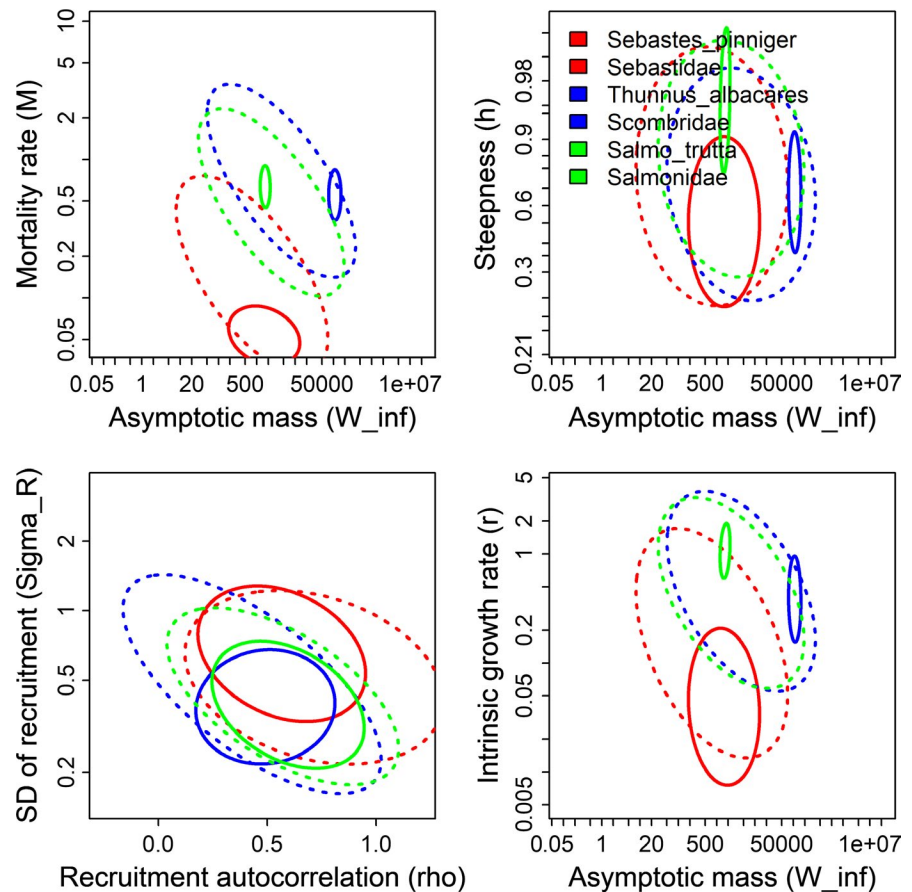 Mortality rate (M)
10
5
2
0.5
0.2
0.05
0.05 1 20 500 50000 1e+07
Asymptotic mass (W_inf)
Steepness (h)
0.98
0.9
0.6
0.3
0.21
Sebastes_pinniger
Sebastidae
Thunnus_albacares
Scombridae
Salmo_trutta
Salmonidae
0.05 1 20 500 50000 1e+07
Asymptotic mass (W_inf)
SD of recruitment (Sigma_R)
2
1
0.5
0.2
0.0 0.5 1.0
Recruitment autocorrelation (rho)
Intrinsic growth rate (r)
5
2
1
0.2
0.05
0.005
0.05 1 20 500 50000 1e+07
Asymptotic mass (W_inf)